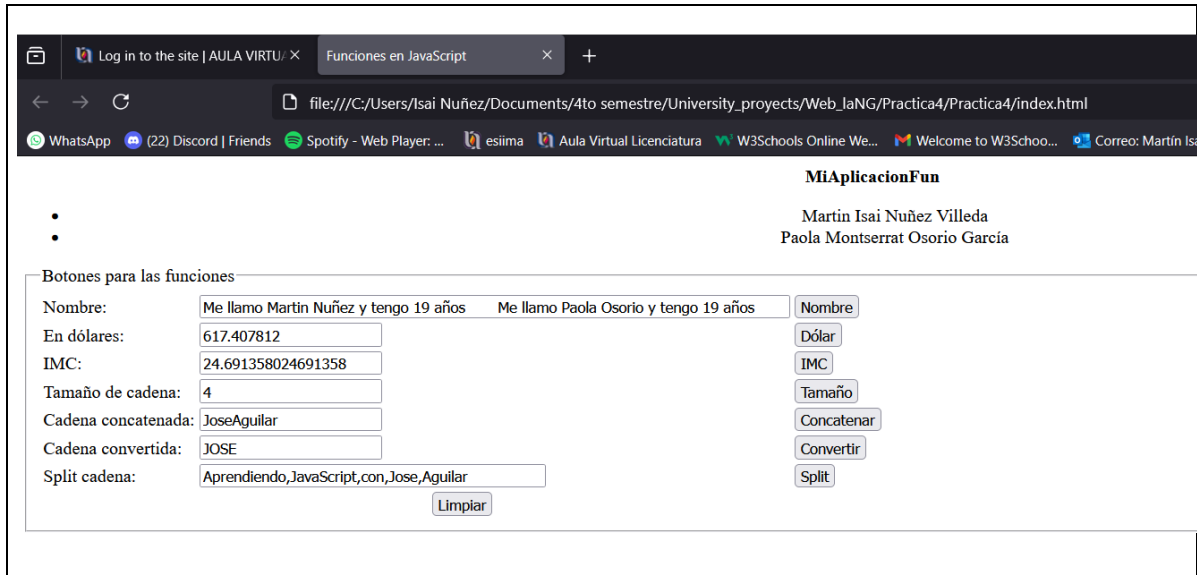 Log in to the site | AULA VIRTUA Funciones en JavaScript
file:///C:/Users/Isai Nuñez/Documents/4to semestre/University_proyects/Web_laNG/Practica4/Practica4/index.html
WhatsApp (22) Discord | Friends Spotify - Web Player: ... esiima Aula Virtual Licenciatura W3Schools Online We... Welcome to W3Schoo... Correo: Martín Isa
MiAplicacionFun
Martin Isai Nuñez Villeda
Paola Montserrat Osorio García
Botones para las funciones
Nombre: Me llamo Martin Nuñez y tengo 19 años Me llamo Paola Osorio y tengo 19 años Nombre
En dólares: 617.407812 Dólar
IMC: 24.691358024691358 IMC
Tamaño de cadena: 4 Tamaño
Cadena concatenada: JoseAguilar Concatenar
Cadena convertida: JOSE Convertir
Split cadena: Aprendiendo,JavaScript,con,Jose,Aguilar Split
Limpiar